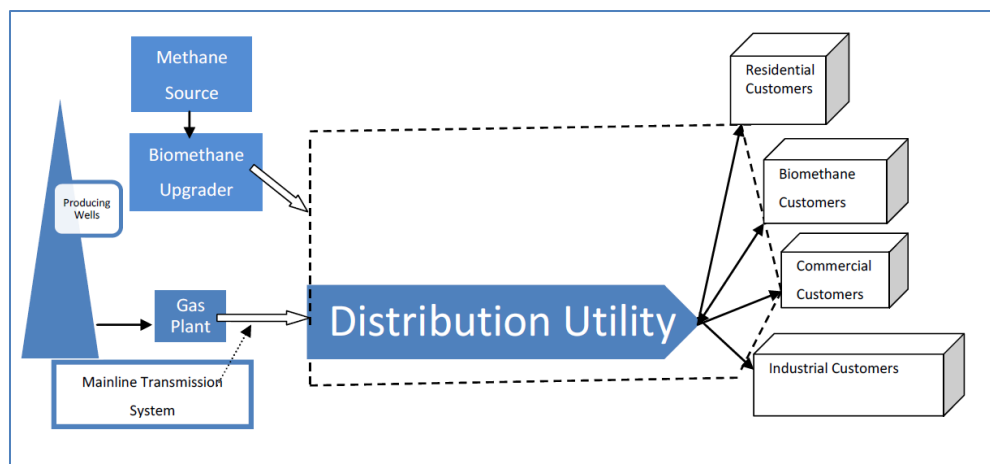 Methane
Source
Biomethane
Upgrader
Producing
Wells
Gas
Plant
Mainline Transmission
System
Distribution Utility
Residential
Customers
Biomethane
Customers
Commercial
Customers
Industrial Customers